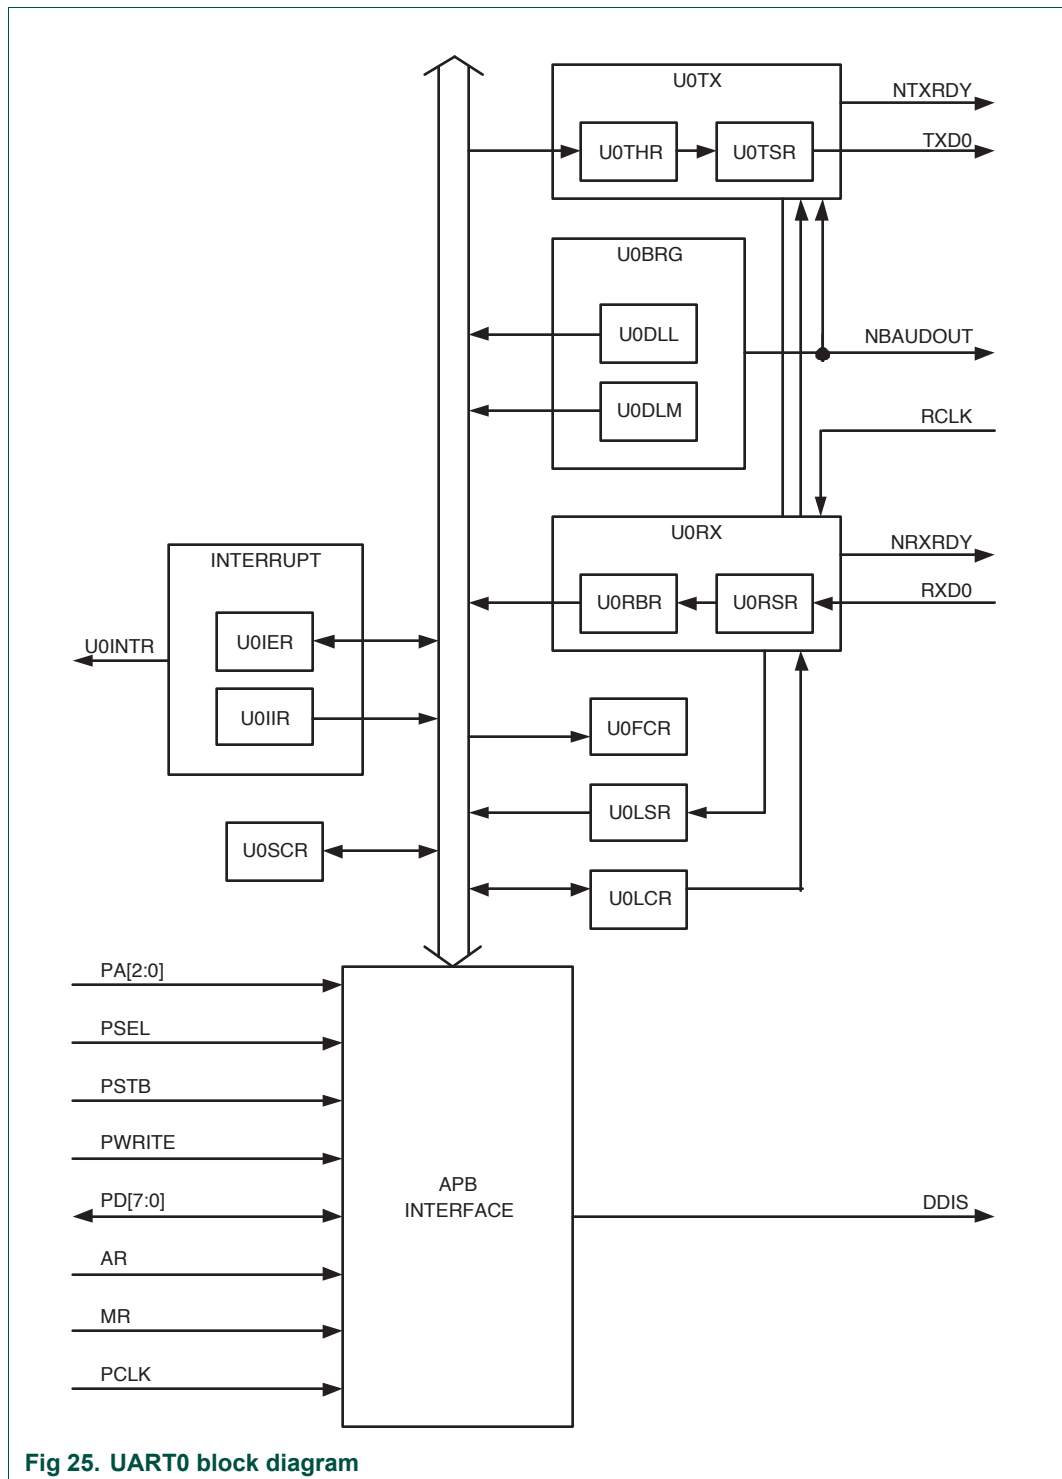 U0TX
NTXRDY
U0THR
U0TSR
TXD0
U0BRG
U0DLL
NBAUDOUT
U0DLM
RCLK
U0RX
NRXRDY
INTERRUPT
U0RBR
U0RSR
RXD0
U0INTR
U0IER
U0IIR
U0FCR
U0LSR
U0SCR
U0LCR
PA[2:0]
PSEL
PSTB
PWRITE
PD[7:0]
AR
MR
PCLK
APB
INTERFACE
DDIS
Fig 25. UART0 block diagram